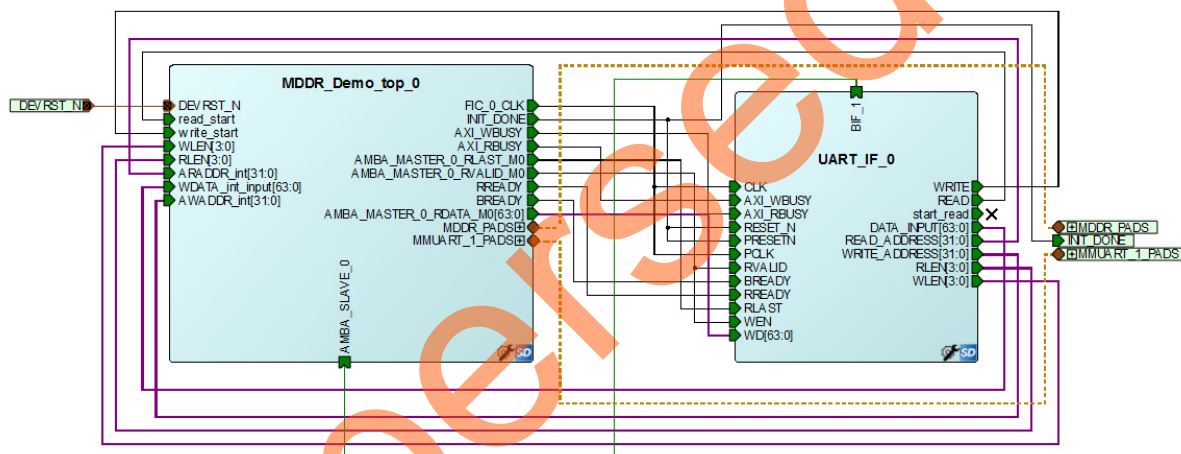 MDDR_Demo_top_0
DEVRST_N
DEVRST_N
read_start
write_start
WLEN[3:0]
RLEN[3:0]
ARADDR_int[31:0]
WDATA_int_input[63:0]
AWADDR_int[31:0]
FIC_0_CLK
INIT_DONE
AXI_WBUSY
AXI_RBUSY
AMBA_MASTER_0_RLAST_M0
AMBA_MASTER_0_RVALID_M0
RREADY
BREADY
AMBA_MASTER_0_RDATA_M0[63:0]
MDDR_PADS
MMUART_1_PADS
AMBA_SLAVE_0
SD
BIF_1
UART_IF_0
CLK
AXI_WBUSY
AXI_RBUSY
RESET_N
PRESETN
PCLK
RVALID
BREADY
RREADY
RLAST
WEN
WD[63:0]
WRITE
READ
start_read
DATA_INPUT[63:0]
READ_ADDRESS[31:0]
WRITE_ADDRESS[31:0]
RLEN[3:0]
WLEN[3:0]
SD
MDDR_PADS
INIT_DONE
MMUART_1_PADS